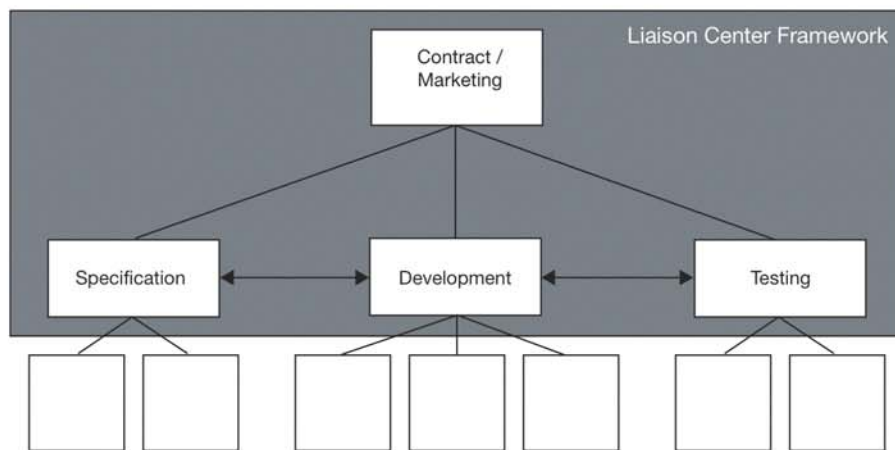 Liaison Center Framework
Contract /
Marketing
Specification
Development
Testing